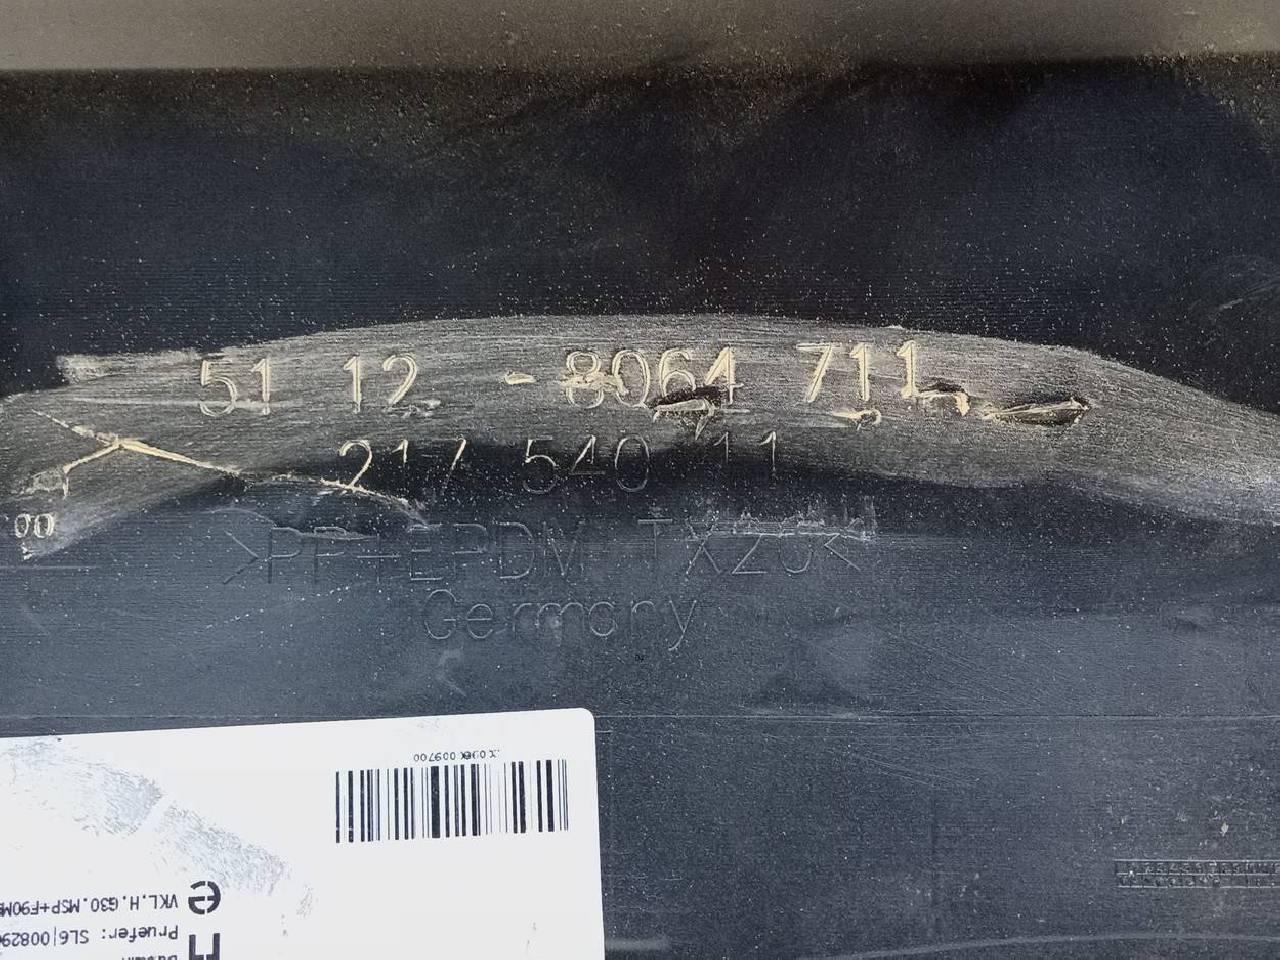 51 12 - 8064 711
217 540 11
00
>PP+EPDM TX20<
Germany
009700
VKL.H.G30.MSP+F90M
Pruefer: SL6|00829